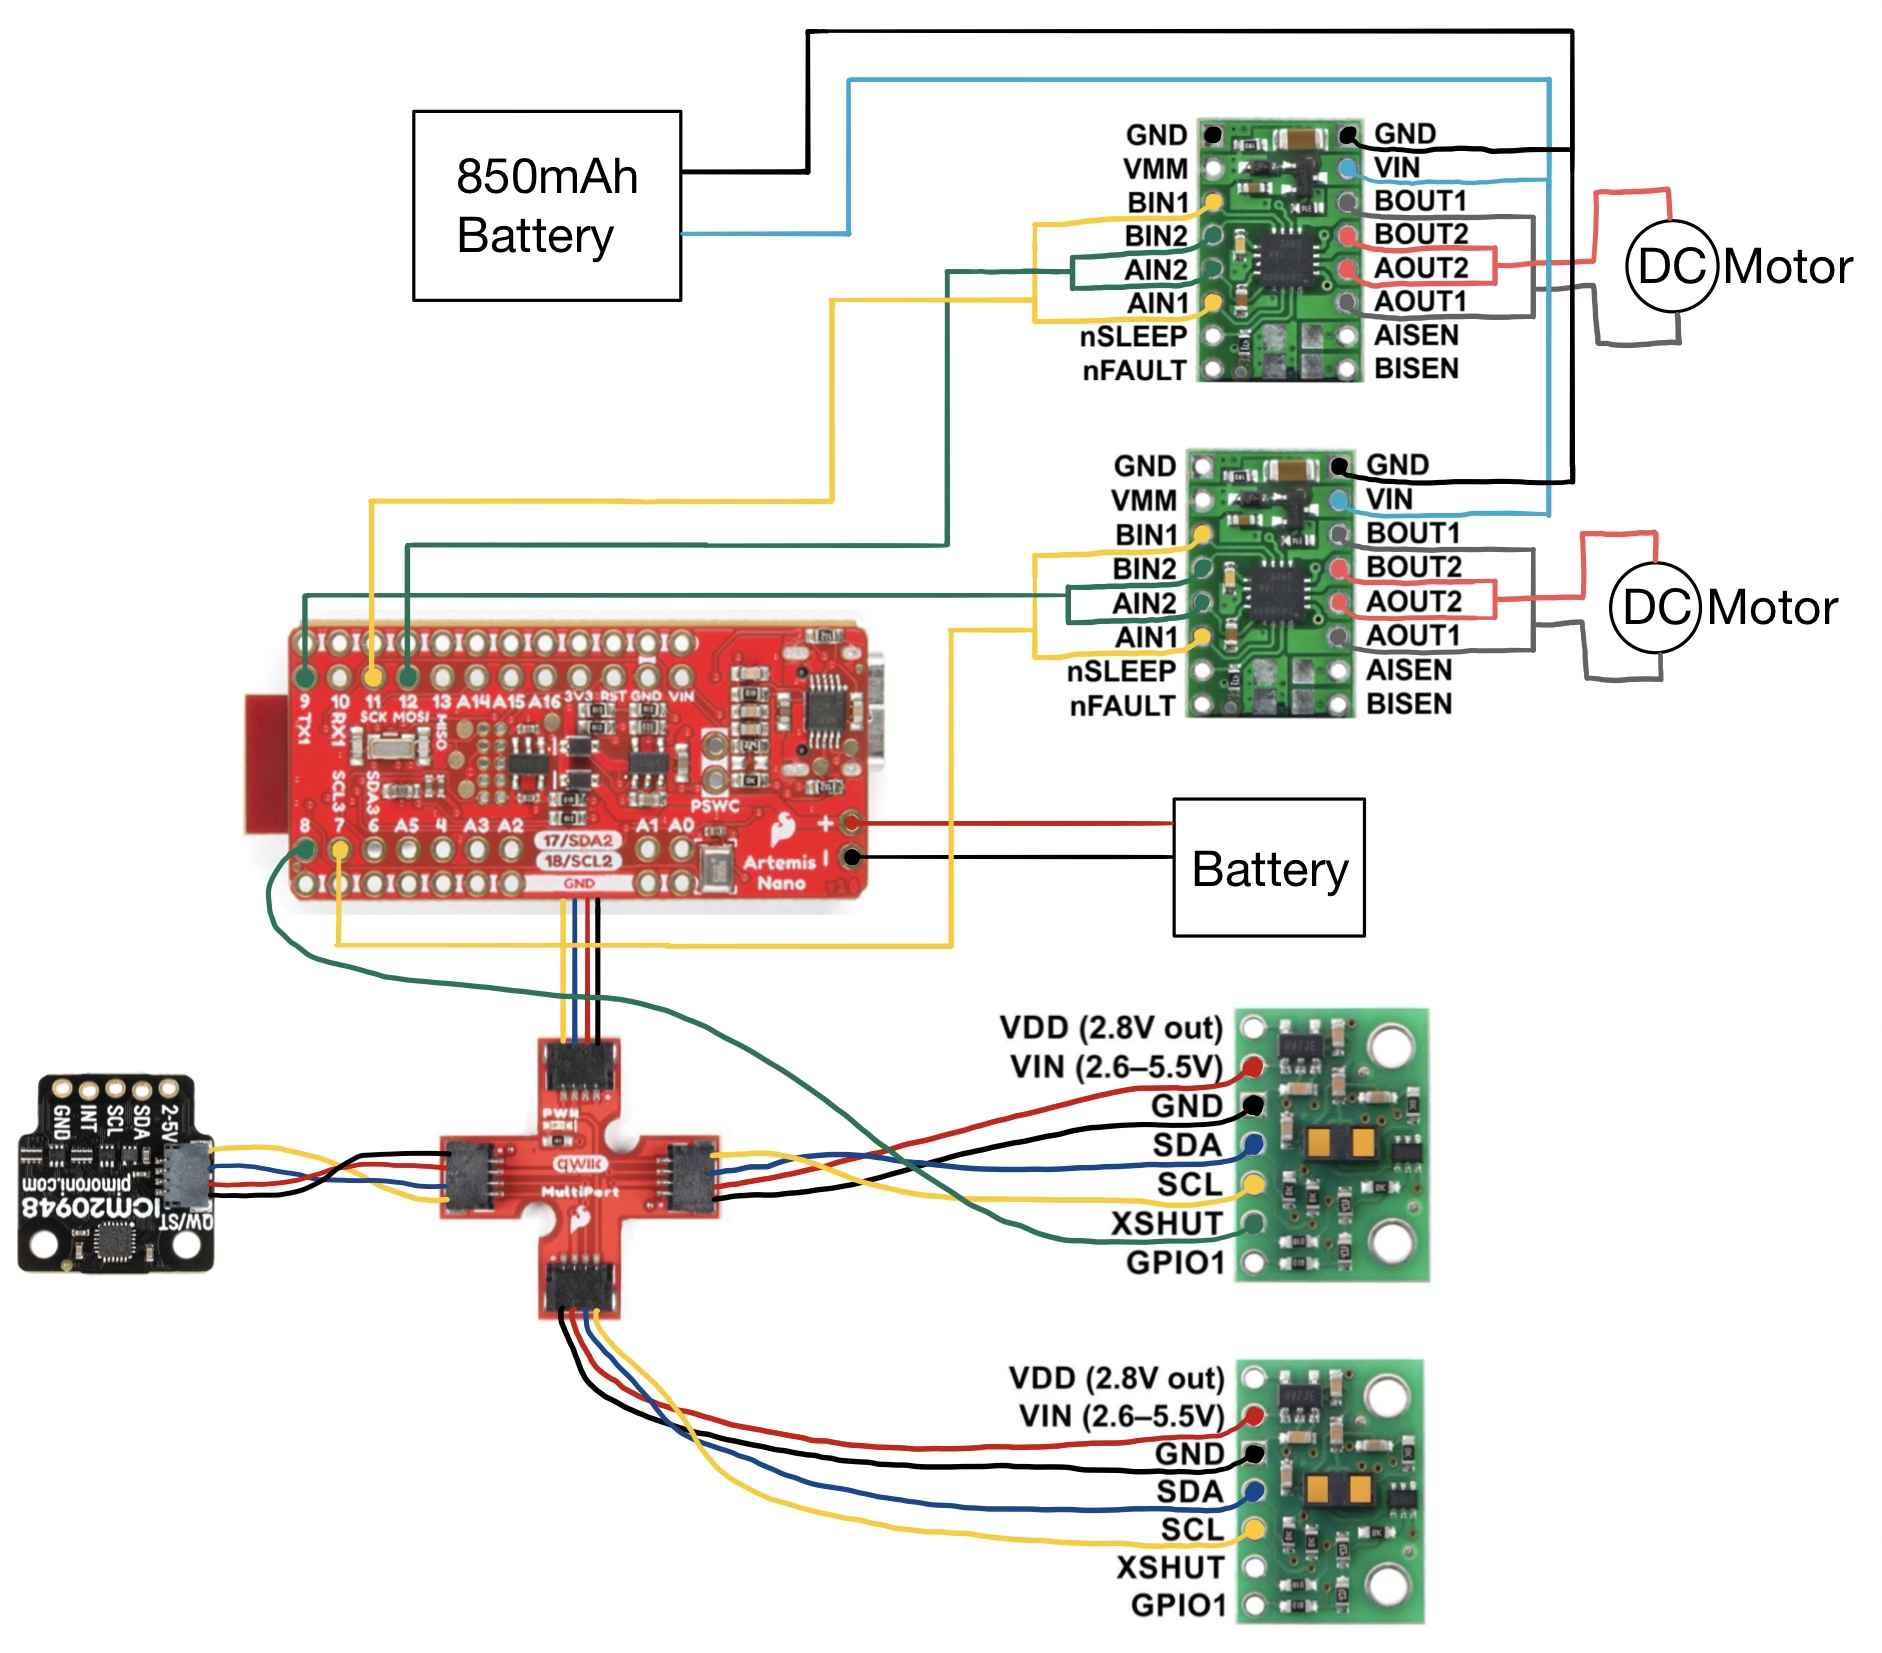 850mAh
Battery
GND
VMM
BIN1
BIN2
AIN2
AIN1
nSLEEP
nFAULT
GND
VIN
BOUT1
BOUT2
AOUT2
AOUT1
AISEN
BISEN
DC Motor
GND
VMM
BIN1
BIN2
AIN2
AIN1
nSLEEP
nFAULT
GND
VIN
BOUT1
BOUT2
AOUT2
AOUT1
AISEN
BISEN
DC Motor
9 10 11 12 13 A14 A15 A16 3V3 RST GND VIN
TX1 RX1 SCK MOSI MISO
SCL3 SDA3
PSWC
8 7 6 A5 4 A3 A2 A1 A0
17/SDA2
18/SCL2
GND
+
Artemis
Nano
Battery
GND
INT
SCL
SDA
2-5V
pimoroni.com
ICM20948
QW/ST
PWR
qwiic
MultiPort
VDD (2.8V out)
VIN (2.6–5.5V)
GND
SDA
SCL
XSHUT
GPIO1
VDD (2.8V out)
VIN (2.6–5.5V)
GND
SDA
SCL
XSHUT
GPIO1